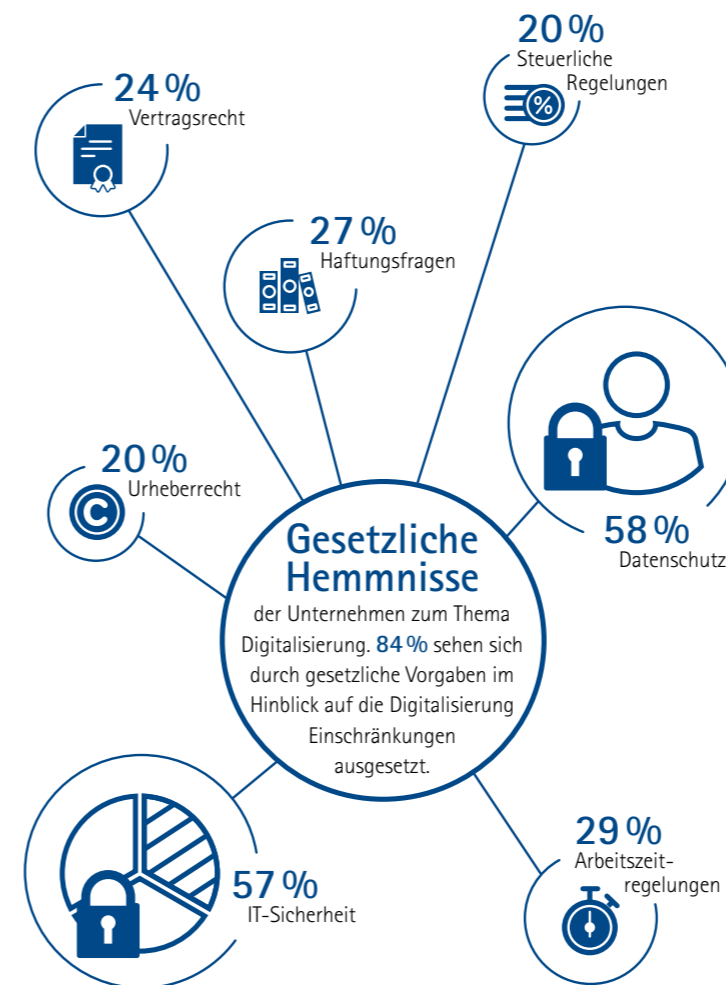 20 %
Steuerliche
Regelungen
24 %
Vertragsrecht
%
27 %
Haftungsfragen
20 %
Urheberrecht
C
58 %
Datenschutz
Gesetzliche
Hemmnisse
der Unternehmen zum Thema
Digitalisierung. 84 % sehen sich
durch gesetzliche Vorgaben im
Hinblick auf die Digitalisierung
Einschränkungen
ausgesetzt.
29 %
Arbeitszeit-
regelungen
57 %
IT-Sicherheit